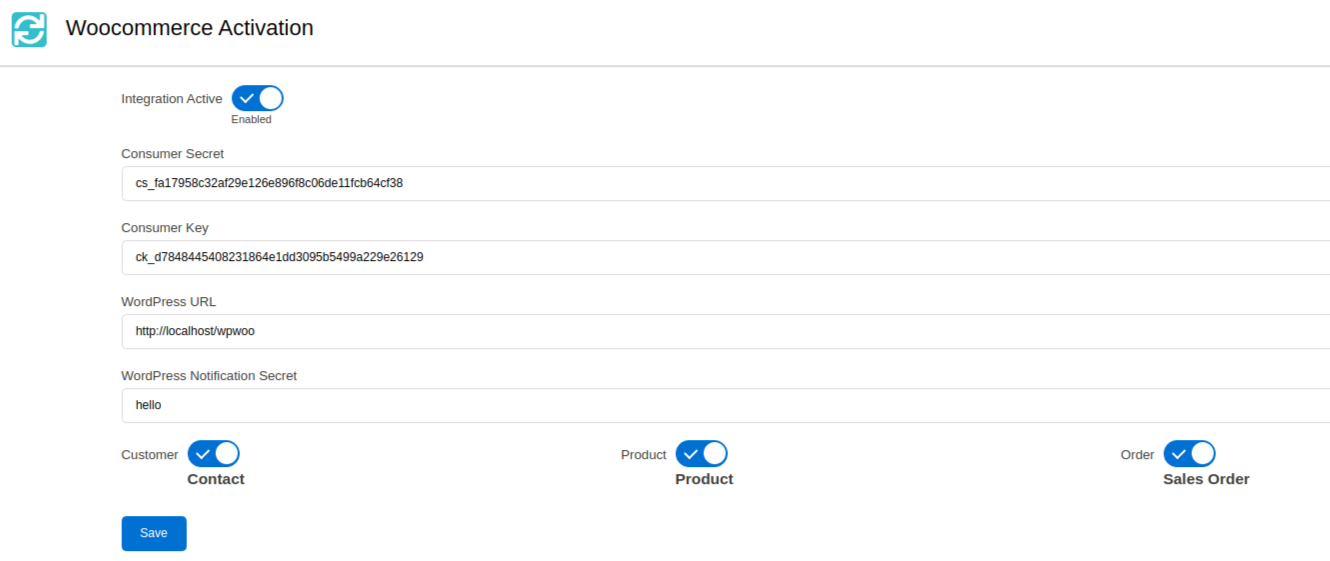 Woocommerce Activation
Integration Active
Enabled
Consumer Secret
cs_fa17958c32af29e126e896f8c06de11fcb64cf38
Consumer Key
ck_d7848445408231864e1dd3095b5499a229e26129
WordPress URL
http://localhost/wpwoo
WordPress Notification Secret
hello
Customer Product Order
Contact Product Sales Order
Save